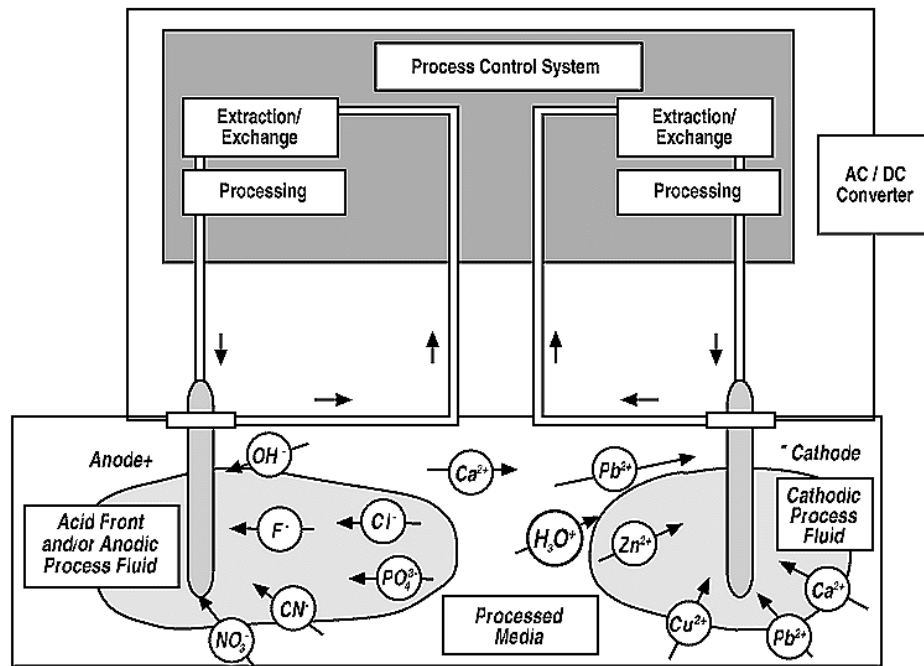 Process Control System
Extraction/
Exchange
Extraction/
Exchange
Processing
Processing
AC / DC
Converter
Anode+
OH⁻
Ca²⁺
Pb²⁺
- Cathode
Acid Front
and/or Anodic
Process Fluid
F⁻
Cl⁻
H₃O⁺
Zn²⁺
Cathodic
Process
Fluid
PO₄³⁻
CN⁻
NO₃⁻
Processed
Media
Cu²⁺
Pb²⁺
Ca²⁺